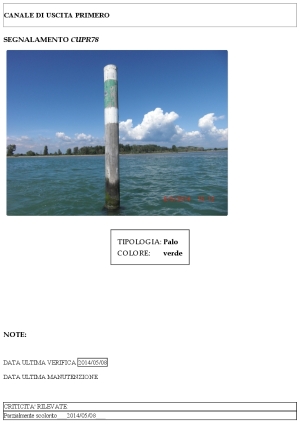 CANALE DI USCITA PRIMERO
SEGNALAMENTO CUPR78
TIPOLOGIA: Palo
COLORE: verde
NOTE:
DATA ULTIMA VERIFICA 2014/05/08
DATA ULTIMA MANUTENZIONE
CRITICITA' RILEVATE
Parzialmente scolorito 2014/05/08